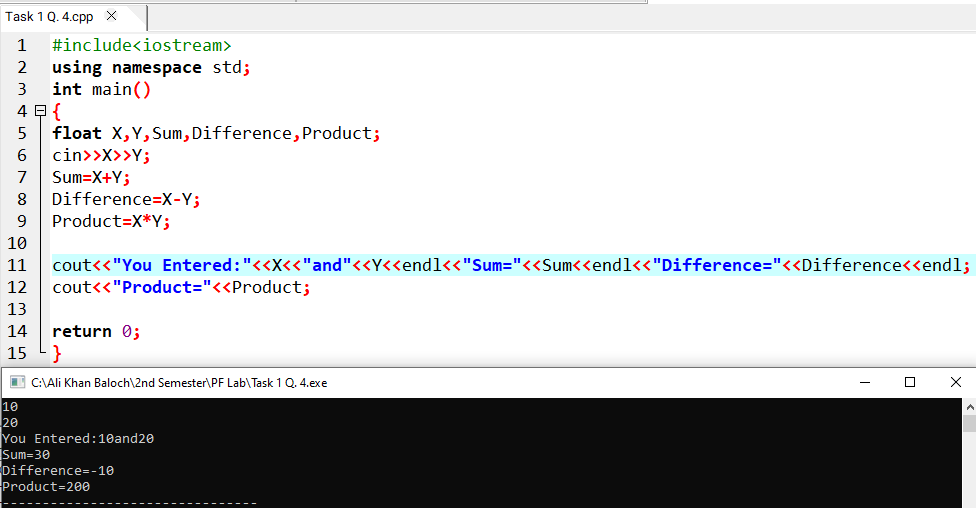 Task 1 Q. 4.cpp
1 #include<iostream>
2 using namespace std;
3 int main()
4 {
5 float X,Y,Sum,Difference,Product;
6 cin>>X>>Y;
7 Sum=X+Y;
8 Difference=X-Y;
9 Product=X*Y;
10
11 cout<<"You Entered:"<<X<<"and"<<Y<<endl<<"Sum="<<Sum<<endl<<"Difference="<<Difference<<endl;
12 cout<<"Product="<<Product;
13
14 return 0;
15 }
C:\Ali Khan Baloch\2nd Semester\PF Lab\Task 1 Q. 4.exe
10
20
You Entered:10and20
Sum=30
Difference=-10
Product=200
--------------------------------